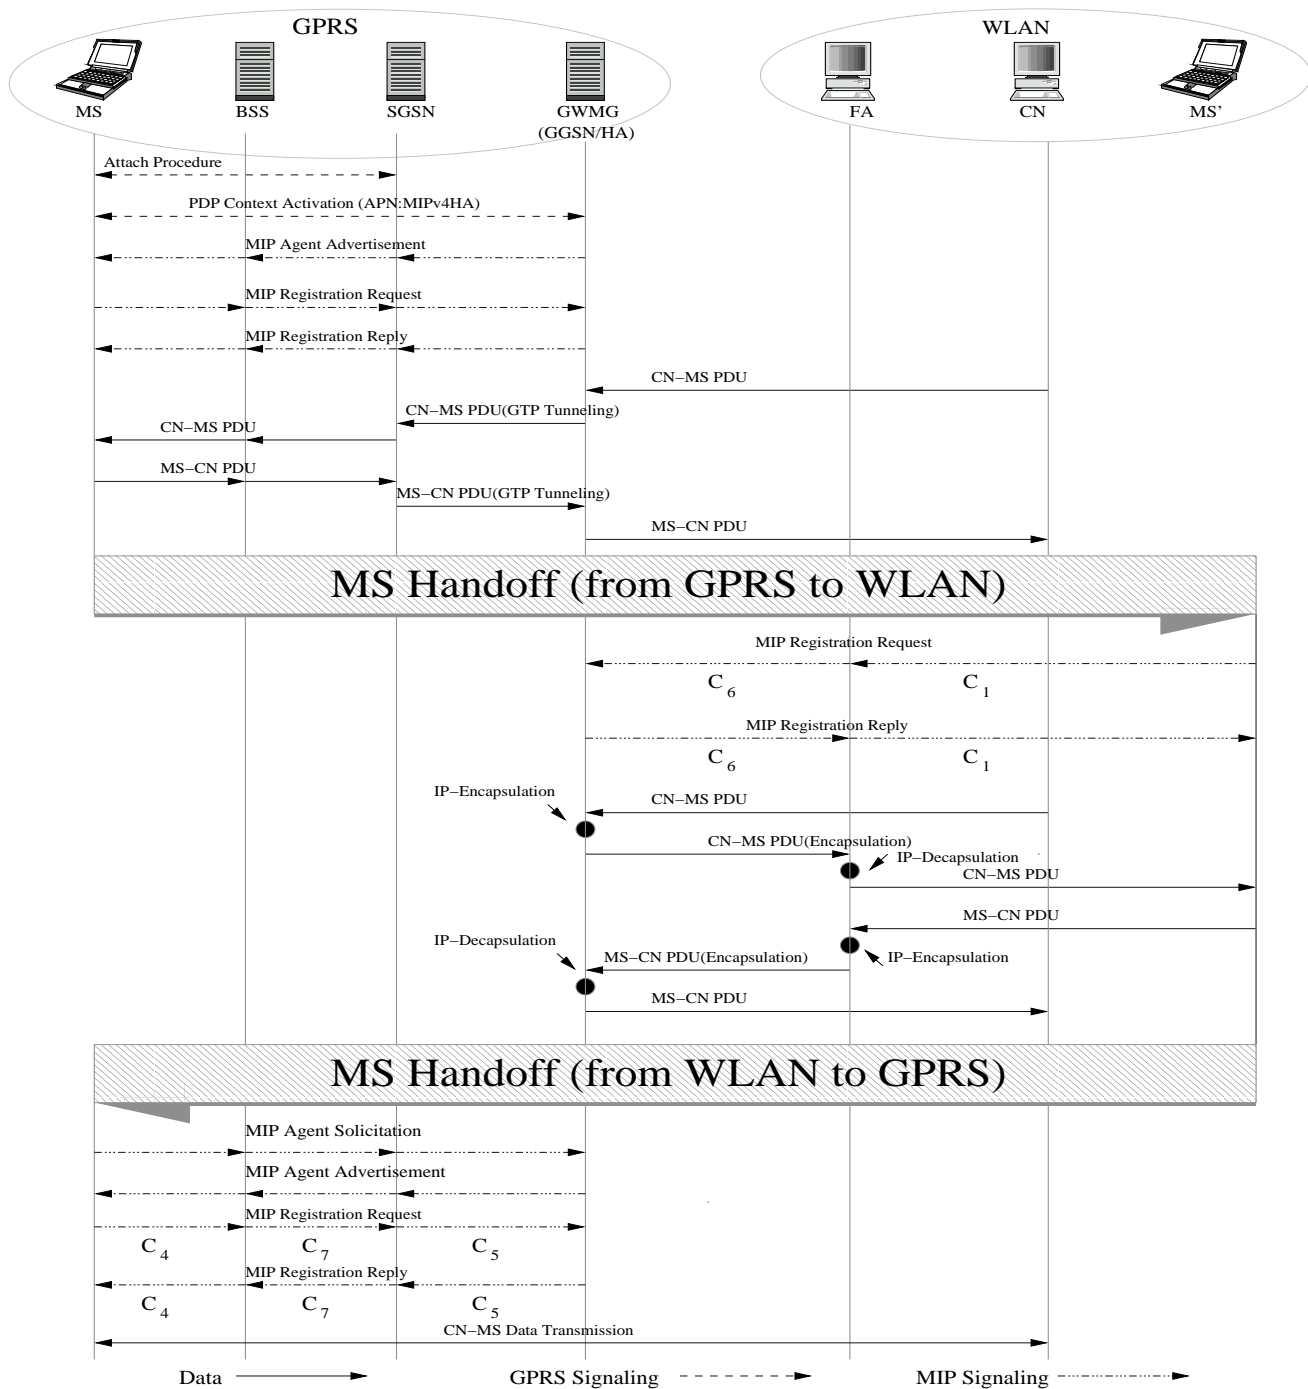 GPRS
WLAN
MS
BSS
SGSN
GWMG
(GGSN/HA)
FA
CN
MS'
Attach Procedure
PDP Context Activation (APN:MIPv4HA)
MIP Agent Advertisement
MIP Registration Request
MIP Registration Reply
CN−MS PDU
CN−MS PDU(GTP Tunneling)
CN−MS PDU
MS−CN PDU
MS−CN PDU(GTP Tunneling)
MS−CN PDU
MS Handoff (from GPRS to WLAN)
MIP Registration Request
C 6
C 1
MIP Registration Reply
C 6
C 1
IP−Encapsulation
CN−MS PDU
CN−MS PDU(Encapsulation)
IP−Decapsulation
CN−MS PDU
MS−CN PDU
IP−Decapsulation
MS−CN PDU(Encapsulation)
IP−Encapsulation
MS−CN PDU
MS Handoff (from WLAN to GPRS)
MIP Agent Solicitation
MIP Agent Advertisement
MIP Registration Request
C 4
C 7
C 5
MIP Registration Reply
C 4
C 7
C 5
CN−MS Data Transmission
Data
GPRS Signaling
MIP Signaling